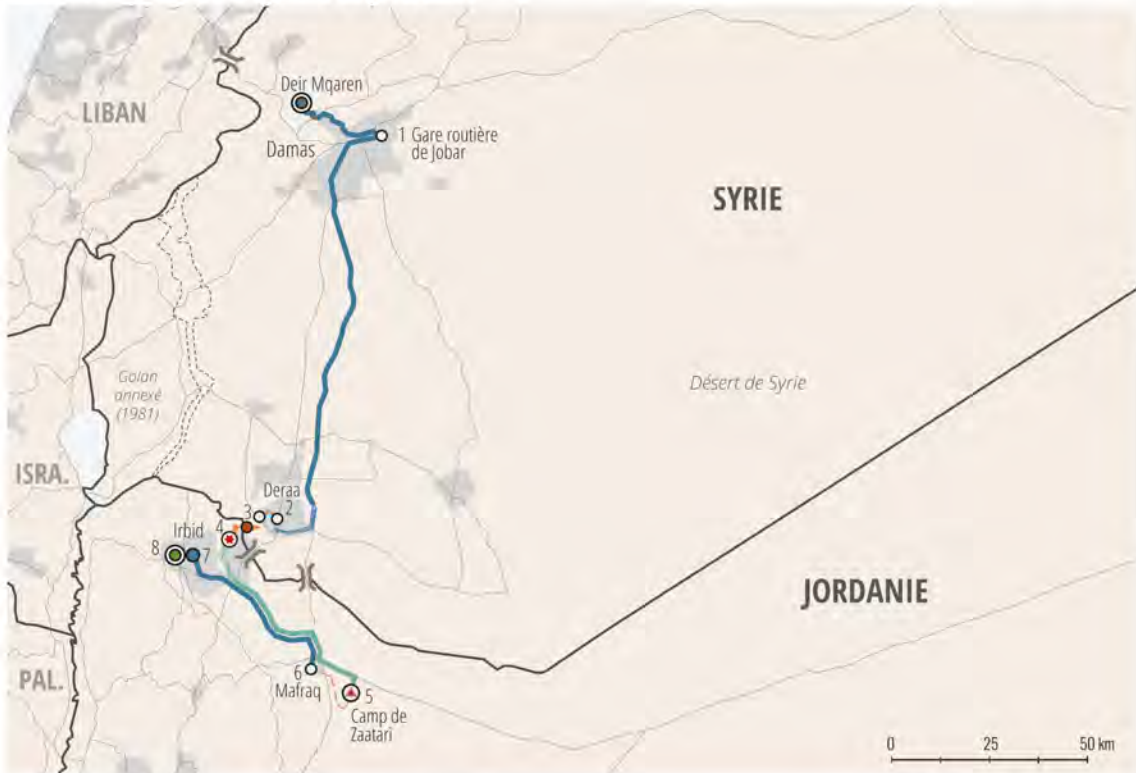 Deir Mqaren
LIBAN
1 Gare routière
de Jobar
Damas
SYRIE
Golan
annexé
(1981)
Désert de Syrie
ISRA.
Deraa
3
2
4
Irbid
8
7
JORDANIE
6
Mafraq
PAL.
5
Camp de
Zaatari
0 25 50 km